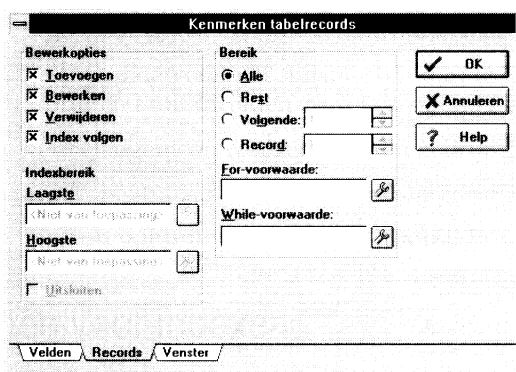 Kenmerken tabelrecords
Bewerkopties
Toevoegen
Bewerken
Verwijderen
Index volgen
Indexbereik
Laagste
<Niet van toepassing>
Hoogste
<Niet van toepassing>
Uitsluiten
Bereik
Alle
Rest
Volgende:
Record:
For-voorwaarde:
While-voorwaarde:
OK
Annuleren
? Help
Velden Records Venster